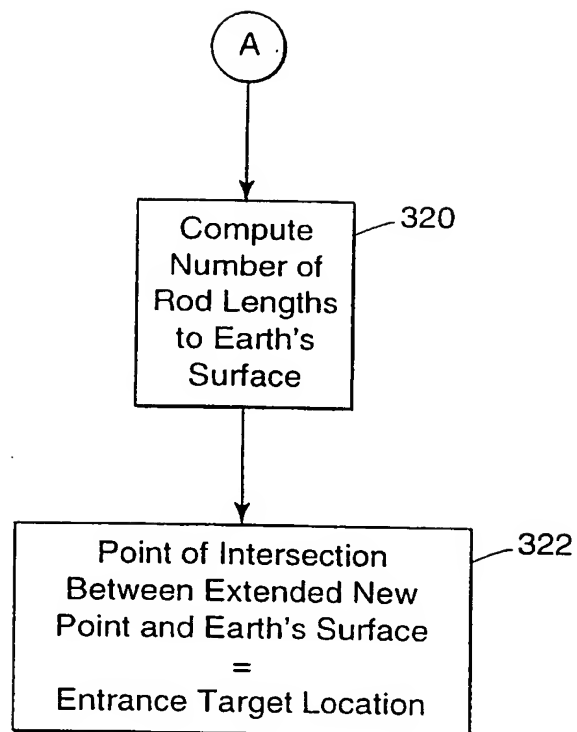 A
Compute
Number of
Rod Lengths
to Earth's
Surface
320
Point of Intersection
Between Extended New
Point and Earth's Surface
=
Entrance Target Location
322